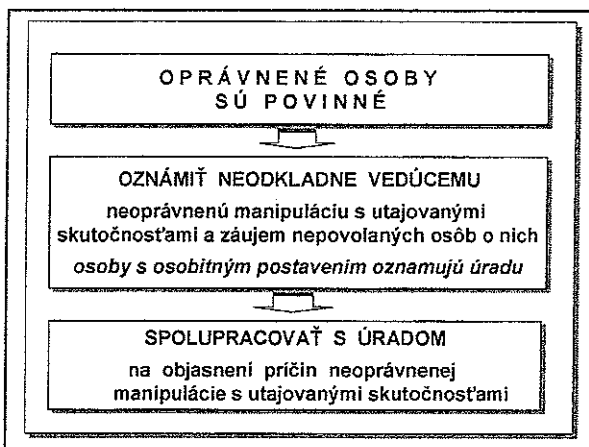 OPRÁVNENÉ OSOBY
SÚ POVINNÉ
OZNÁMIŤ NEODKLADNE VEDÚCEMU
neoprávnenú manipuláciu s utajovanými
skutočnosťami a záujem nepovolaných osôb o nich
osoby s osobitným postavením oznamujú úradu
SPOLUPRACOVAŤ S ÚRADOM
na objasnení príčin neoprávnenej
manipulácie s utajovanými skutočnosťami